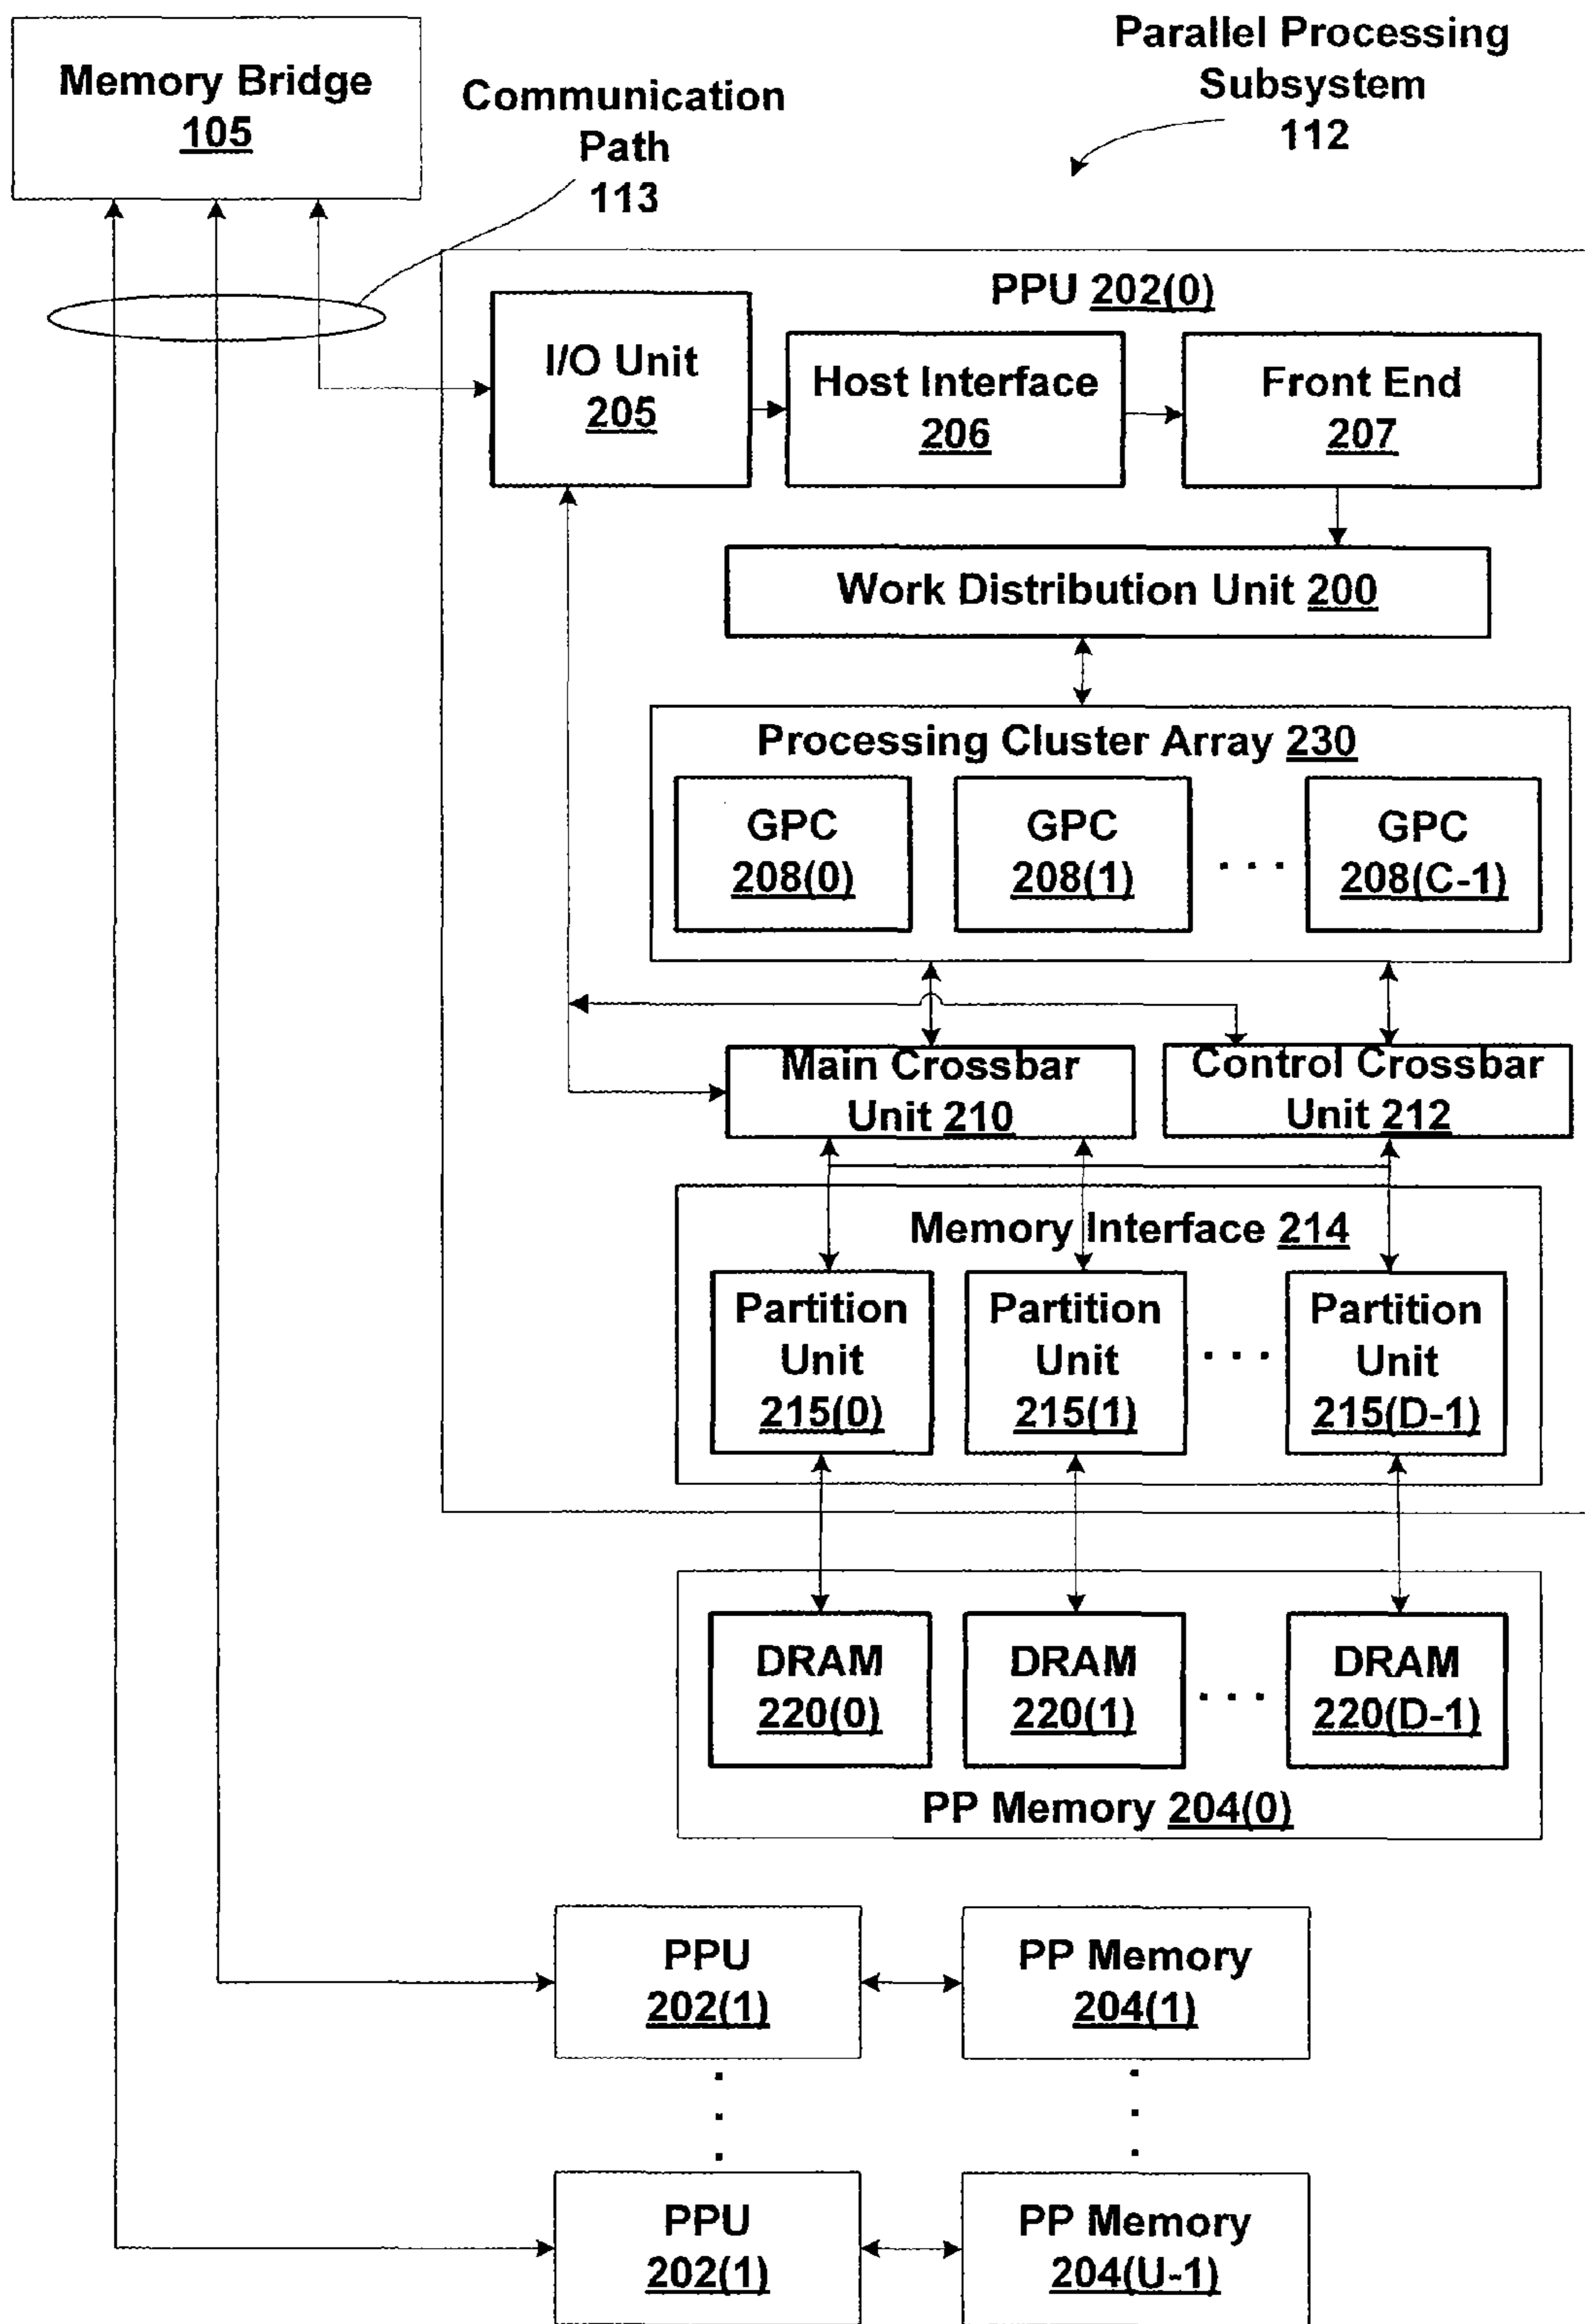 Memory Bridge
105
Communication
Path
113
Parallel Processing
Subsystem
112
PPU 202(0)
I/O Unit
205
Host Interface
206
Front End
207
Work Distribution Unit 200
Processing Cluster Array 230
GPC
208(0)
GPC
208(1)
. . .
GPC
208(C-1)
Main Crossbar
Unit 210
Control Crossbar
Unit 212
Memory Interface 214
Partition
Unit
215(0)
Partition
Unit
215(1)
. . .
Partition
Unit
215(D-1)
DRAM
220(0)
DRAM
220(1)
. . .
DRAM
220(D-1)
PP Memory 204(0)
PPU
202(1)
PP Memory
204(1)
PPU
202(1)
PP Memory
204(U-1)